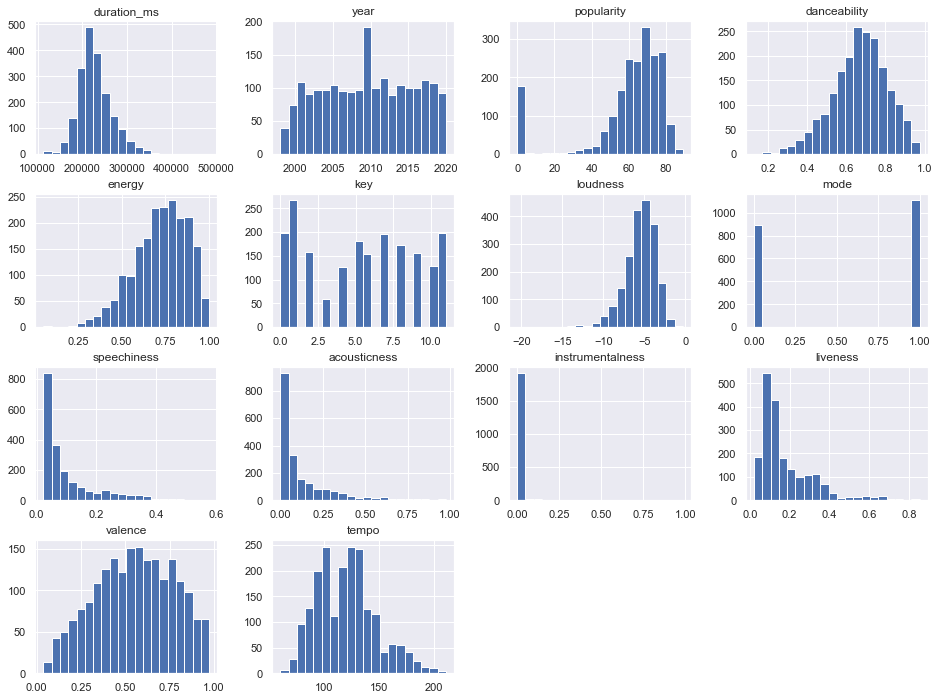 duration_ms year popularity danceability
500 400 300 200 100 0
200 150 100 50 0
300 200 100 0
250 200 150 100 50 0
100000 200000 300000 400000 500000
2000 2005 2010 2015 2020
0 20 40 60 80
0.2 0.4 0.6 0.8 1.0
energy key loudness mode
250 200 150 100 50 0
250 200 150 100 50 0
400 300 200 100 0
1000 800 600 400 200 0
0.25 0.50 0.75 1.00
0.0 2.5 5.0 7.5 10.0
−20 −15 −10 −5 0
0.00 0.25 0.50 0.75 1.00
speechiness acousticness instrumentalness liveness
800 600 400 200 0
800 600 400 200 0
2000 1500 1000 500 0
500 400 300 200 100 0
0.0 0.2 0.4 0.6
0.00 0.25 0.50 0.75 1.00
0.00 0.25 0.50 0.75 1.00
0.0 0.2 0.4 0.6 0.8
valence tempo
150 100 50 0
250 200 150 100 50 0
0.00 0.25 0.50 0.75 1.00
100 150 200